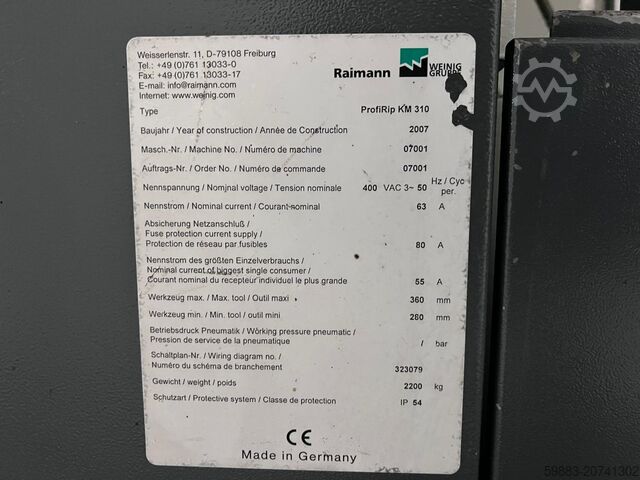 Weisserlenstr. 11, D-79108 Freiburg
Tel.: +49 (0)761 13033-0
Fax: +49 (0)761 13033-17
E-mail: info@raimann.com
Internet: www.weinig.com
Raimann WEINIG GRUPPE
Type ProfiRip KM 310
Baujahr / Year of construction / Année de Construction 2007
Masch.-Nr. / Machine No. / Numéro de machine 07001
Auftrags-Nr. / Order No. / Numéro de commande 07001
Nennspannung / Nominal voltage / Tension nominale 400 VAC 3~ 50 Hz / Cyc per.
Nennstrom / Nominal current / Courant nominal 63 A
Absicherung Netzanschluß /
Fuse protection current supply /
Protection de réseau par fusibles 80 A
Nennstrom des größten Einzelverbrauchs /
Nominal current of biggest single consumer /
Courant nominal du recepteur individuel le plus grande 55 A
Werkzeug max. / Max. tool / Outil maxi 360 mm
Werkzeug min. / Min. tool / outil mini 280 mm
Betriebsdruck Pneumatik / Wörking pressure pneumatic /
Pression de service de la pneumatique / bar
Schaltplan-Nr. / Wiring diagram no. /
Numéro du schéma de branchement 323079
Gewicht / weight / poids 2200 kg
Schutzart / Protective system / Classe de protection IP 54
CE
Made in Germany
59883-20741302